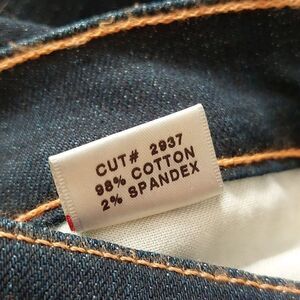 CUT# 2937
98% COTTON
2% SPANDEX